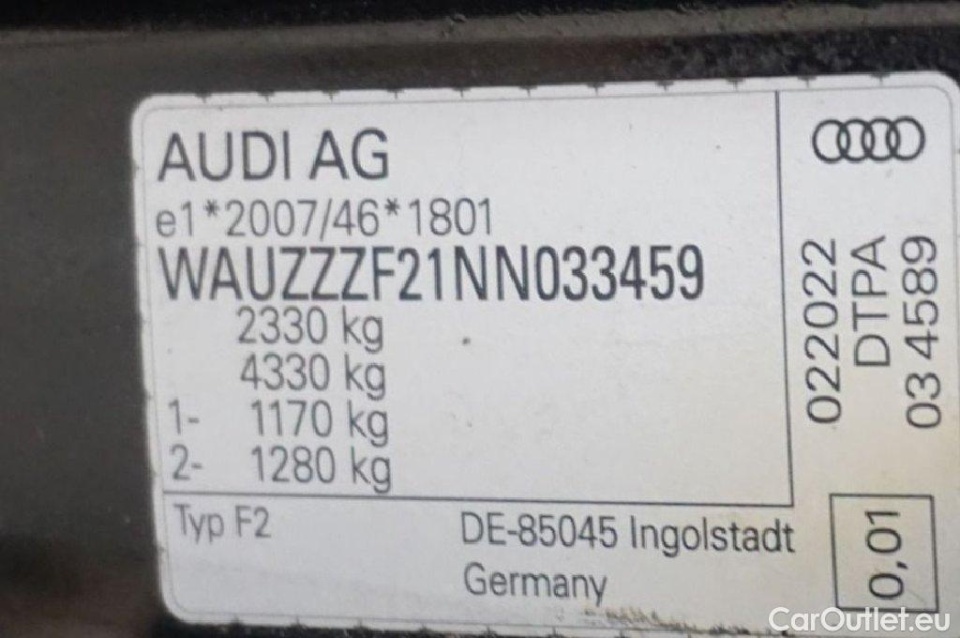 AUDI AG
e1*2007/46*1801
WAUZZZF21NN033459
2330 kg
4330 kg
1- 1170 kg
2- 1280 kg
Typ F2
DE-85045 Ingolstadt
Germany
022022
DTPA
03 4589
0,01
CarOutlet.eu